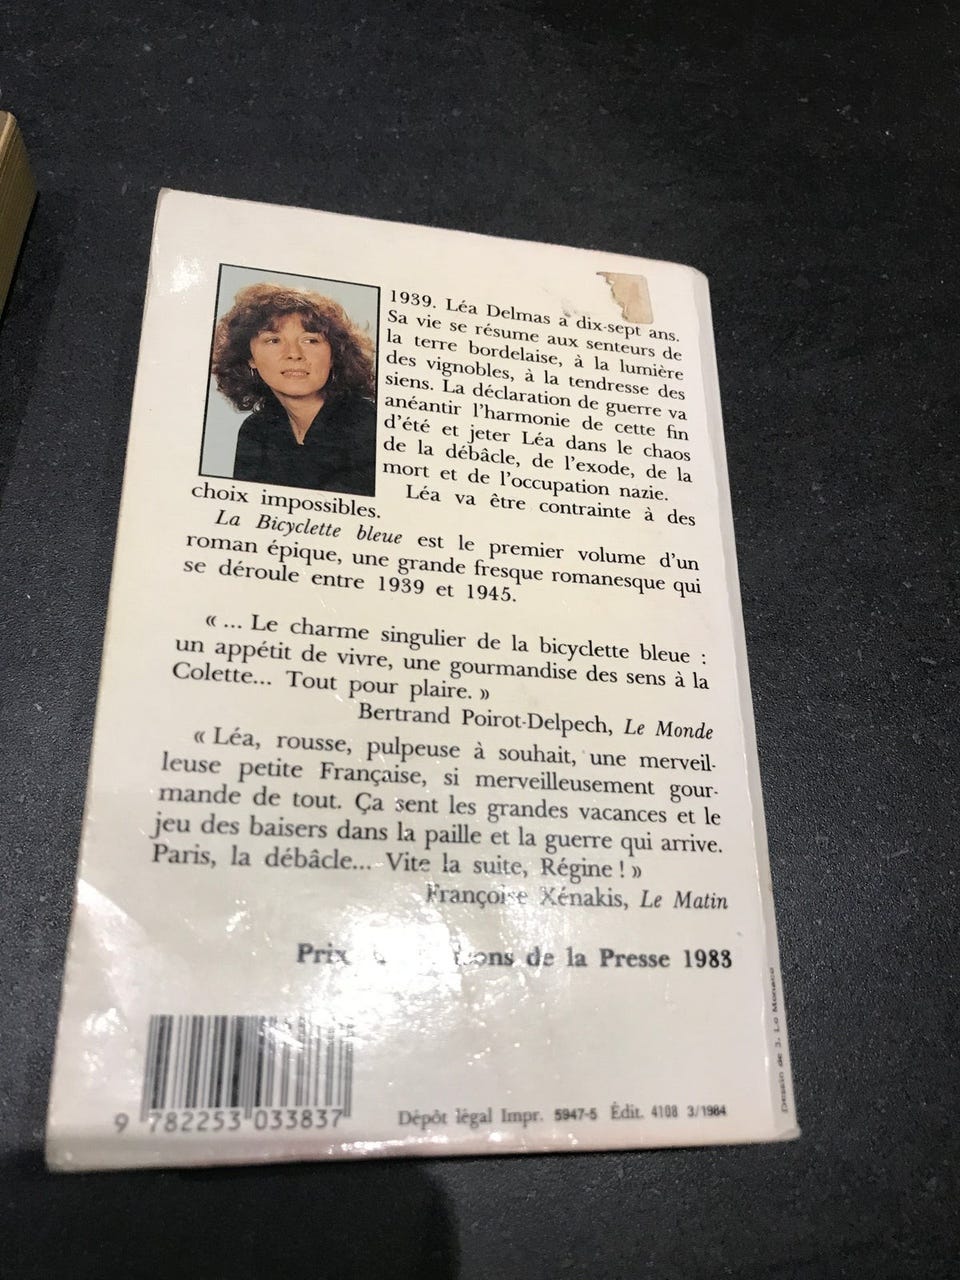 1939. Léa Delmas a dix-sept ans.
Sa vie se résume aux senteurs de
la terre bordelaise, à la lumière
des vignobles, à la tendresse des
siens. La déclaration de guerre va
anéantir l'harmonie de cette fin
d'été et jeter Léa dans le chaos
de la débâcle, de l'exode, de la
mort et de l'occupation nazie.
Léa va être contrainte à des
choix impossibles.
La Bicyclette bleue est le premier volume d'un
roman épique, une grande fresque romanesque qui
se déroule entre 1939 et 1945.
« ... Le charme singulier de la bicyclette bleue :
un appétit de vivre, une gourmandise des sens à la
Colette... Tout pour plaire. »
Bertrand Poirot-Delpech, Le Monde
« Léa, rousse, pulpeuse à souhait, une merveil-
leuse petite Française, si merveilleusement gour-
mande de tout. Ça sent les grandes vacances et le
jeu des baisers dans la paille et la guerre qui arrive.
Paris, la débâcle... Vite la suite, Régine ! »
Françoise Xénakis, Le Matin
Prix de la Presse 1983
9 782253 033837
Dépôt légal Impr. 5947-5 Édit. 4108 3/1984
Dessin de J. Lo Monaco